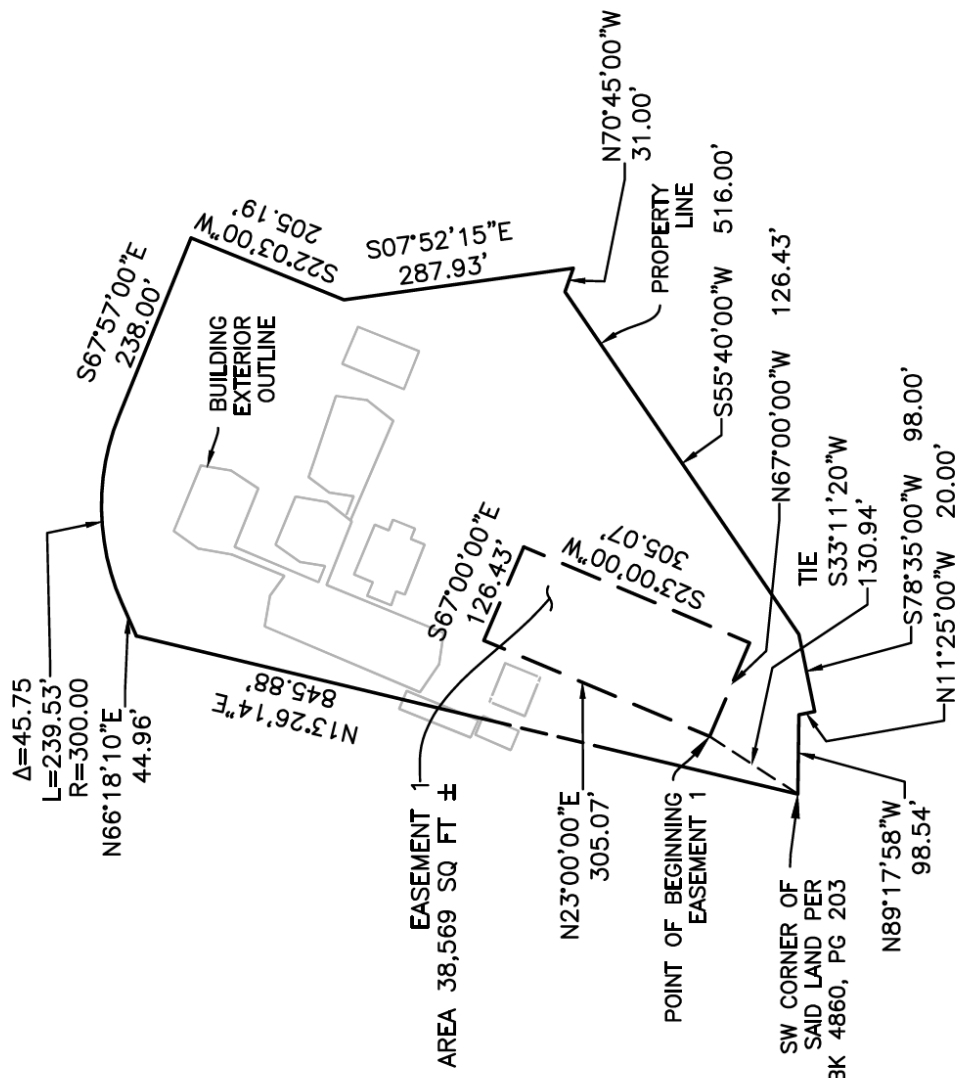 Δ=45.75
L=239.53'
R=300.00
N66°18'10"E
44.96'
S67°57'00"E
238.00'
S22°03'00"W
205.19'
S07°52'15"E
287.93'
N70°45'00"W
31.00'
BUILDING
EXTERIOR
OUTLINE
PROPERTY
LINE
S55°40'00"W 516.00'
N67°00'00"W 126.43'
TIE
S33°11'20"W
130.94'
S78°35'00"W 98.00'
N11°25'00"W 20.00'
S67°00'00"E
126.43'
S23°00'00"W
305.07'
N13°26'14"E
845.88'
EASEMENT 1
AREA 38,569 SQ FT ±
N23°00'00"E
305.07'
POINT OF BEGINNING
EASEMENT 1
SW CORNER OF
SAID LAND PER
BK 4860, PG 203
N89°17'58"W
98.54'